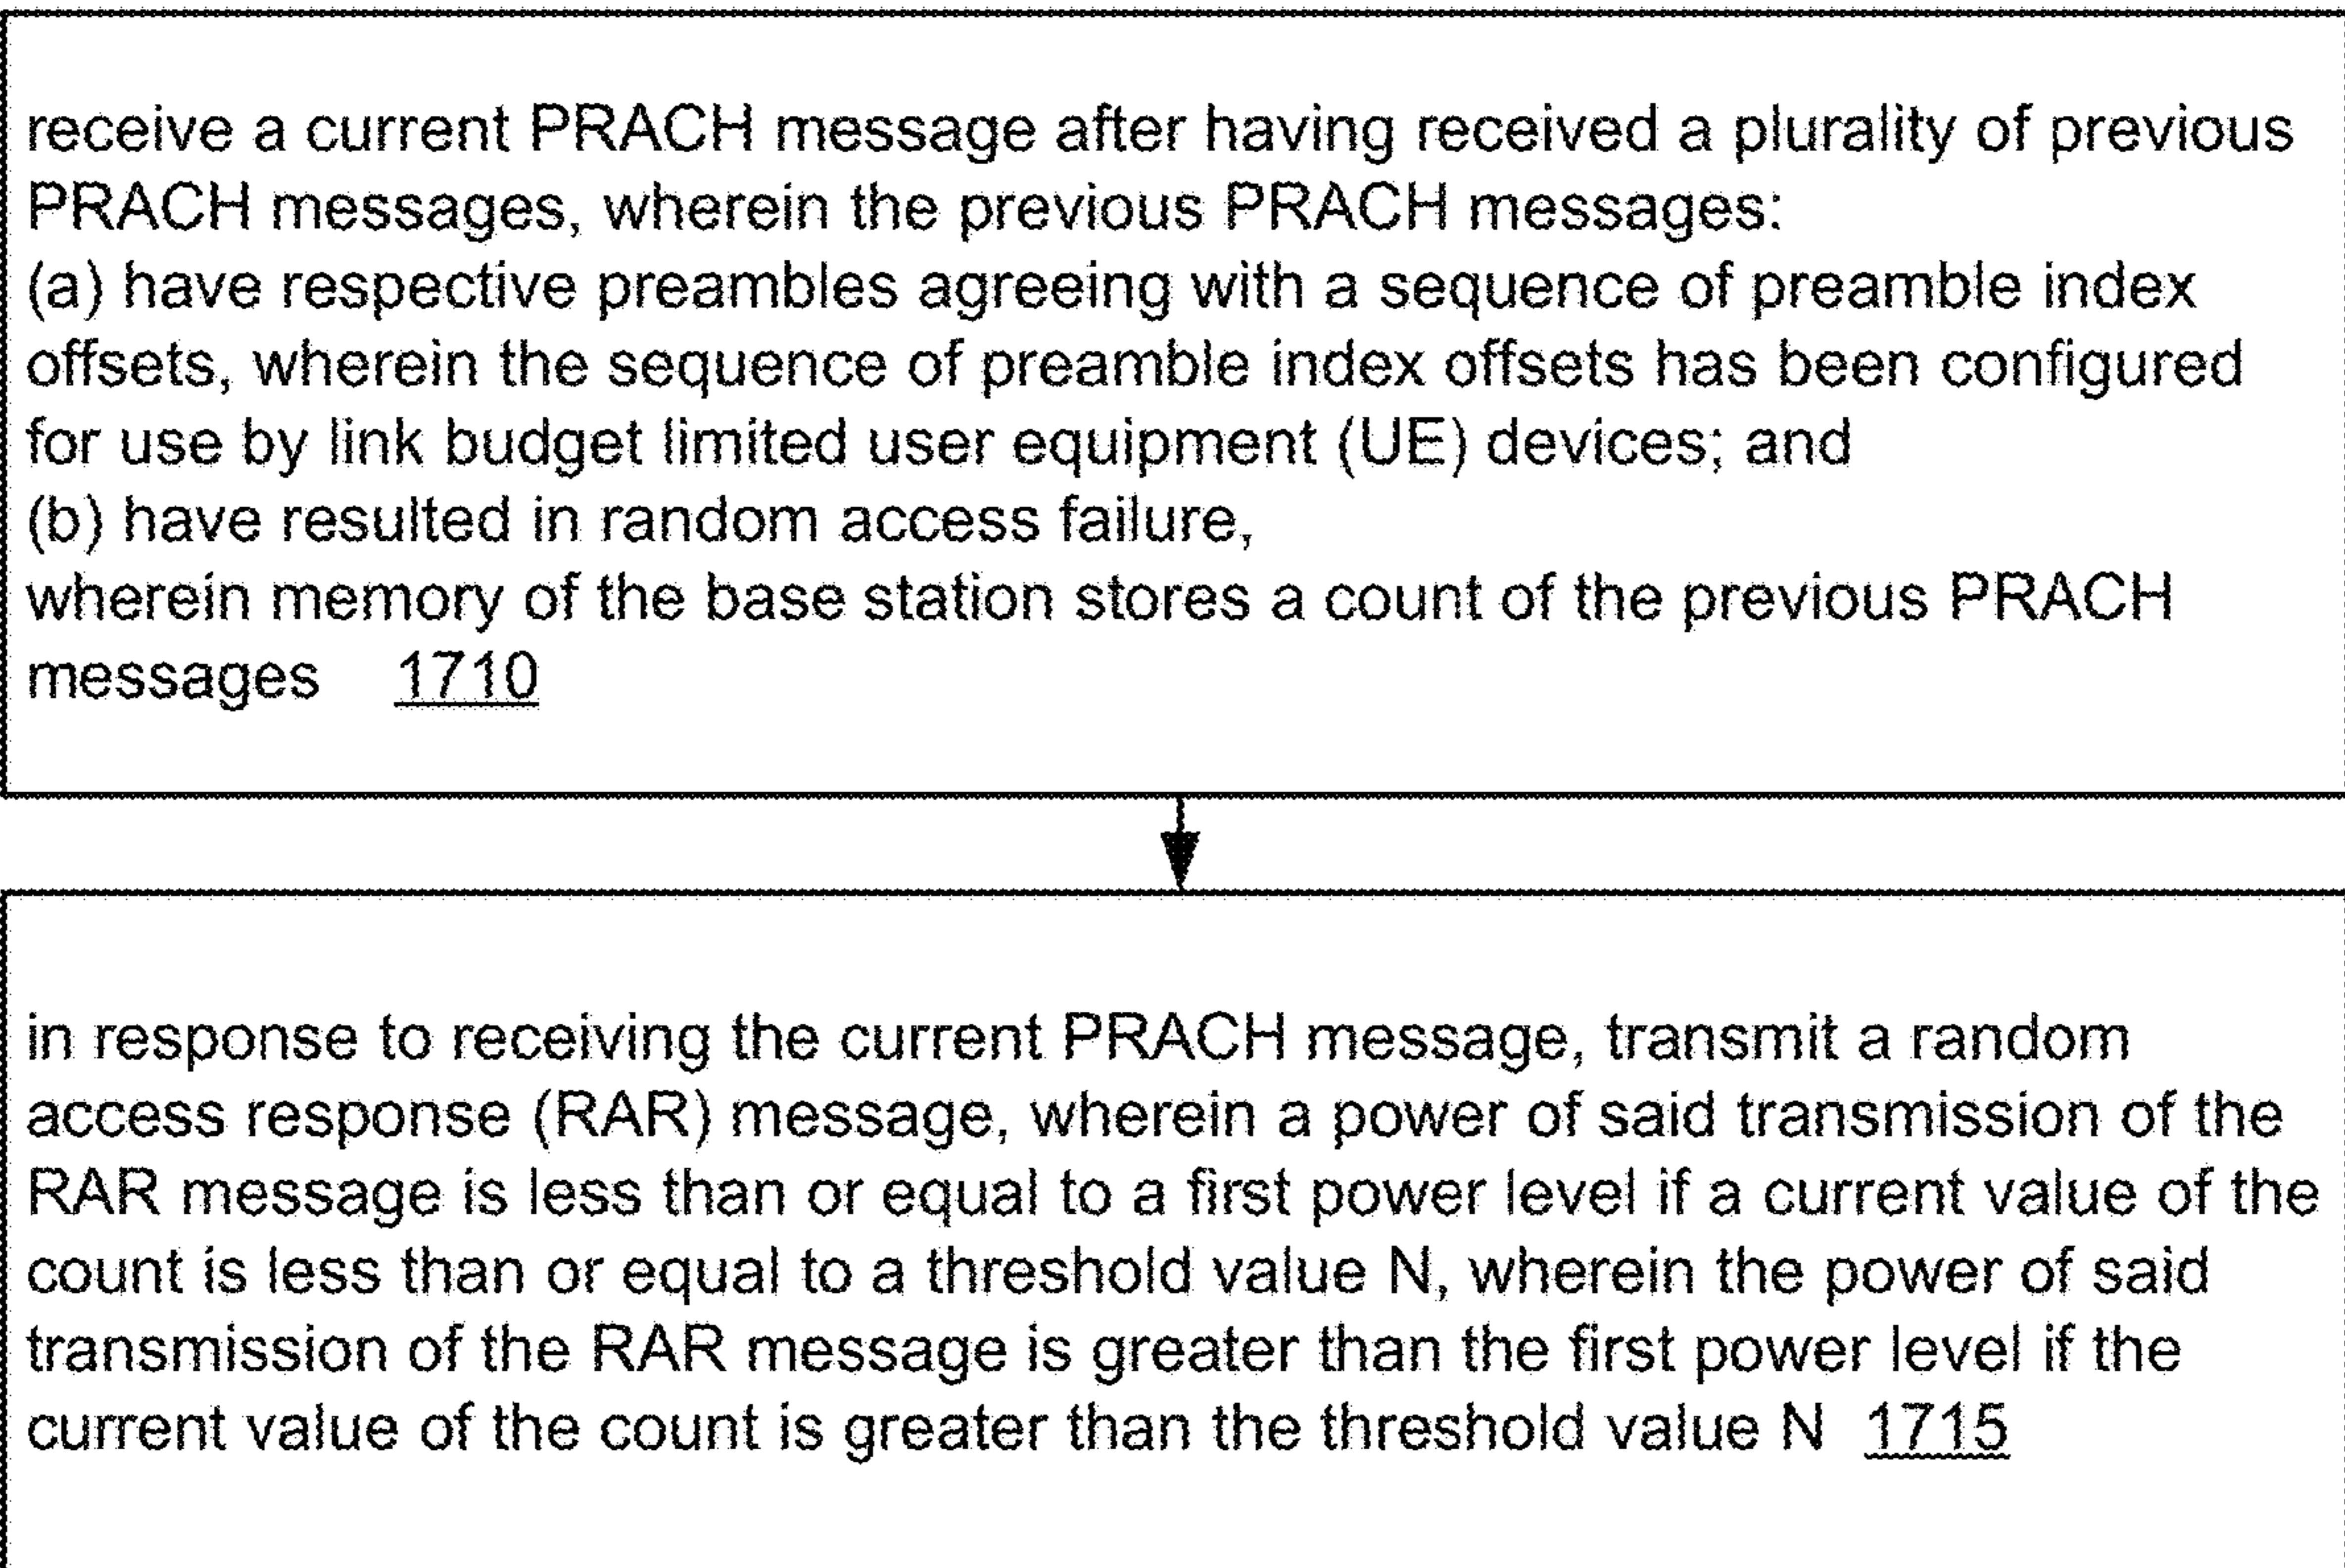 receive a current PRACH message after having received a plurality of previous
PRACH messages, wherein the previous PRACH messages:
(a) have respective preambles agreeing with a sequence of preamble index
offsets, wherein the sequence of preamble index offsets has been configured
for use by link budget limited user equipment (UE) devices; and
(b) have resulted in random access failure,
wherein memory of the base station stores a count of the previous PRACH
messages 1710
in response to receiving the current PRACH message, transmit a random
access response (RAR) message, wherein a power of said transmission of the
RAR message is less than or equal to a first power level if a current value of the
count is less than or equal to a threshold value N, wherein the power of said
transmission of the RAR message is greater than the first power level if the
current value of the count is greater than the threshold value N 1715